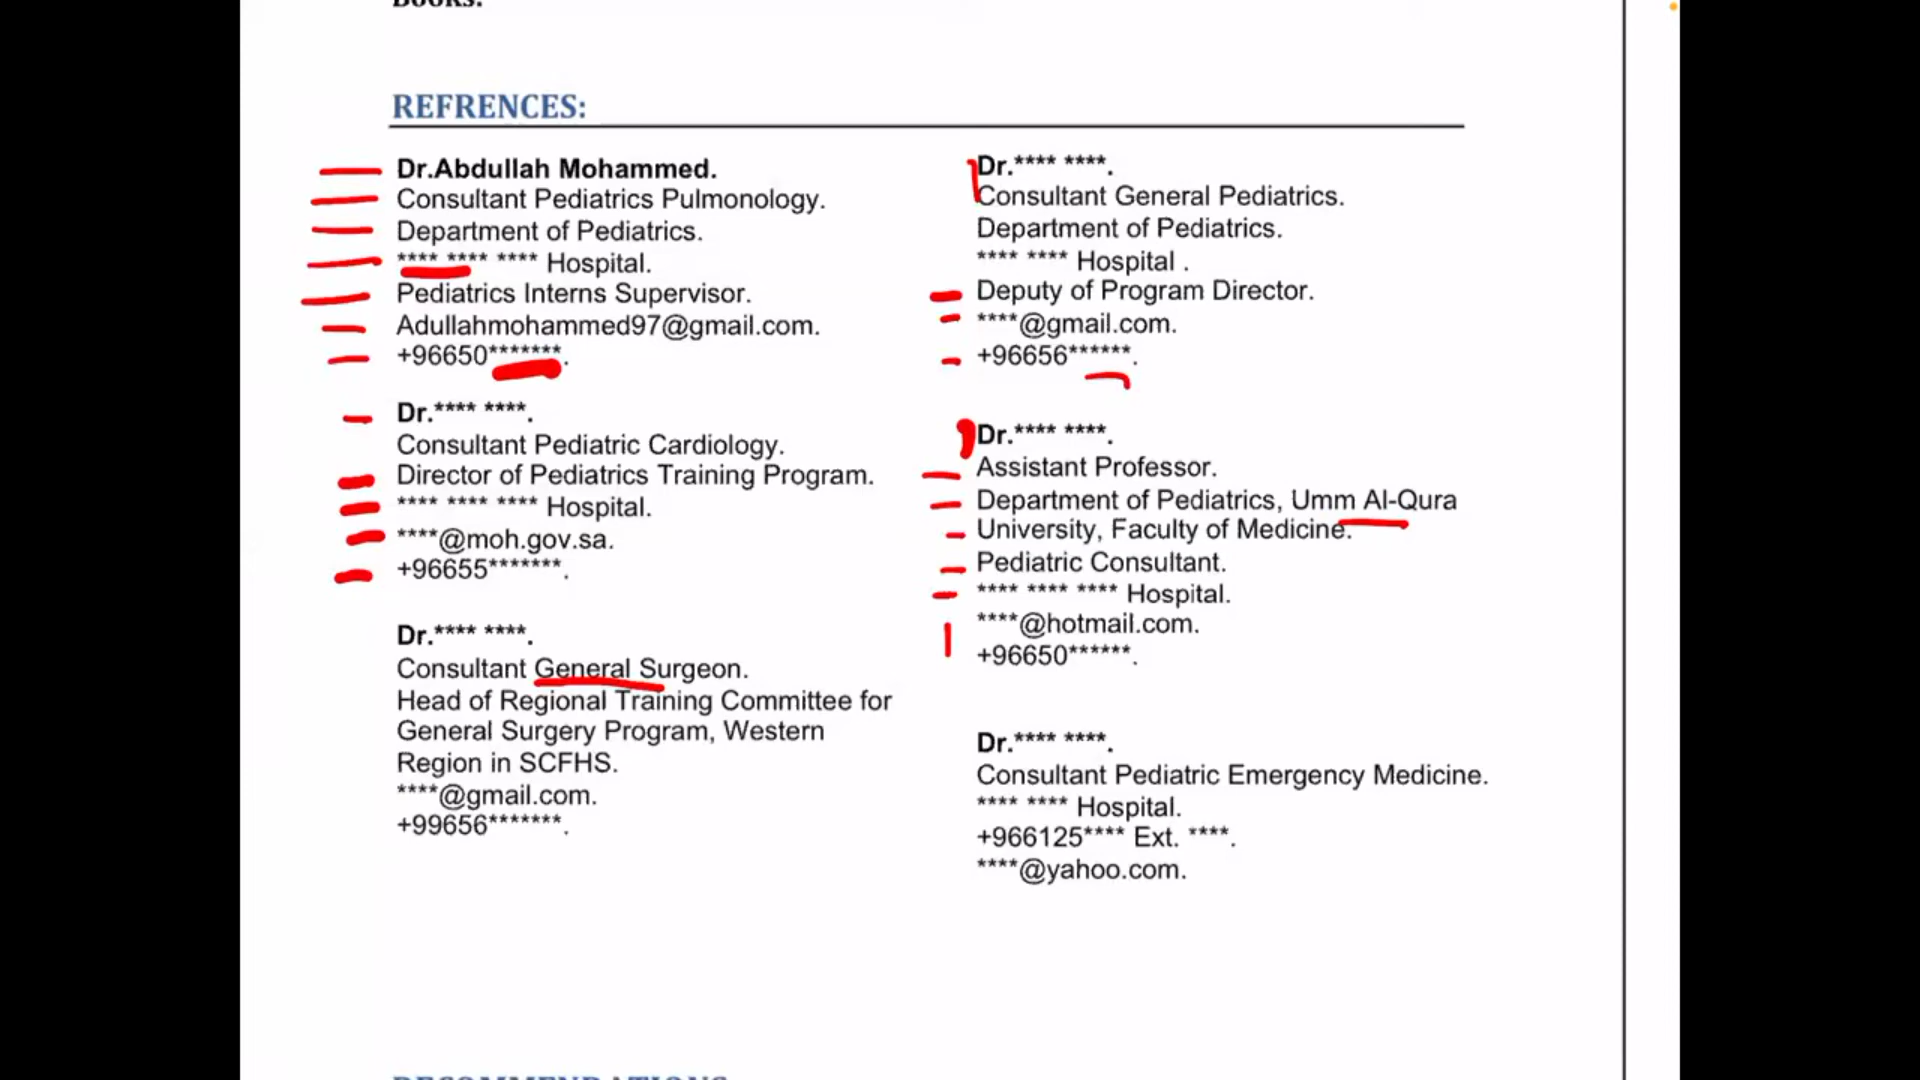 Books:
REFRENCES:
Dr.Abdullah Mohammed.
Consultant Pediatrics Pulmonology.
Department of Pediatrics.
**** **** **** Hospital.
Pediatrics Interns Supervisor.
Adullahmohammed97@gmail.com.
+96650*******.
Dr.**** ****.
Consultant Pediatric Cardiology.
Director of Pediatrics Training Program.
**** **** **** Hospital.
****@moh.gov.sa.
+96655*******.
Dr.**** ****.
Consultant General Surgeon.
Head of Regional Training Committee for
General Surgery Program, Western
Region in SCFHS.
****@gmail.com.
+99656*******.
Dr.**** ****.
Consultant General Pediatrics.
Department of Pediatrics.
**** **** Hospital .
Deputy of Program Director.
****@gmail.com.
+96656******.
Dr.**** ****.
Assistant Professor.
Department of Pediatrics, Umm Al-Qura
University, Faculty of Medicine.
Pediatric Consultant.
**** **** **** Hospital.
****@hotmail.com.
+96650******.
Dr.**** ****.
Consultant Pediatric Emergency Medicine.
**** **** Hospital.
+966125**** Ext. ****.
****@yahoo.com.
RECOMMENDATIONS